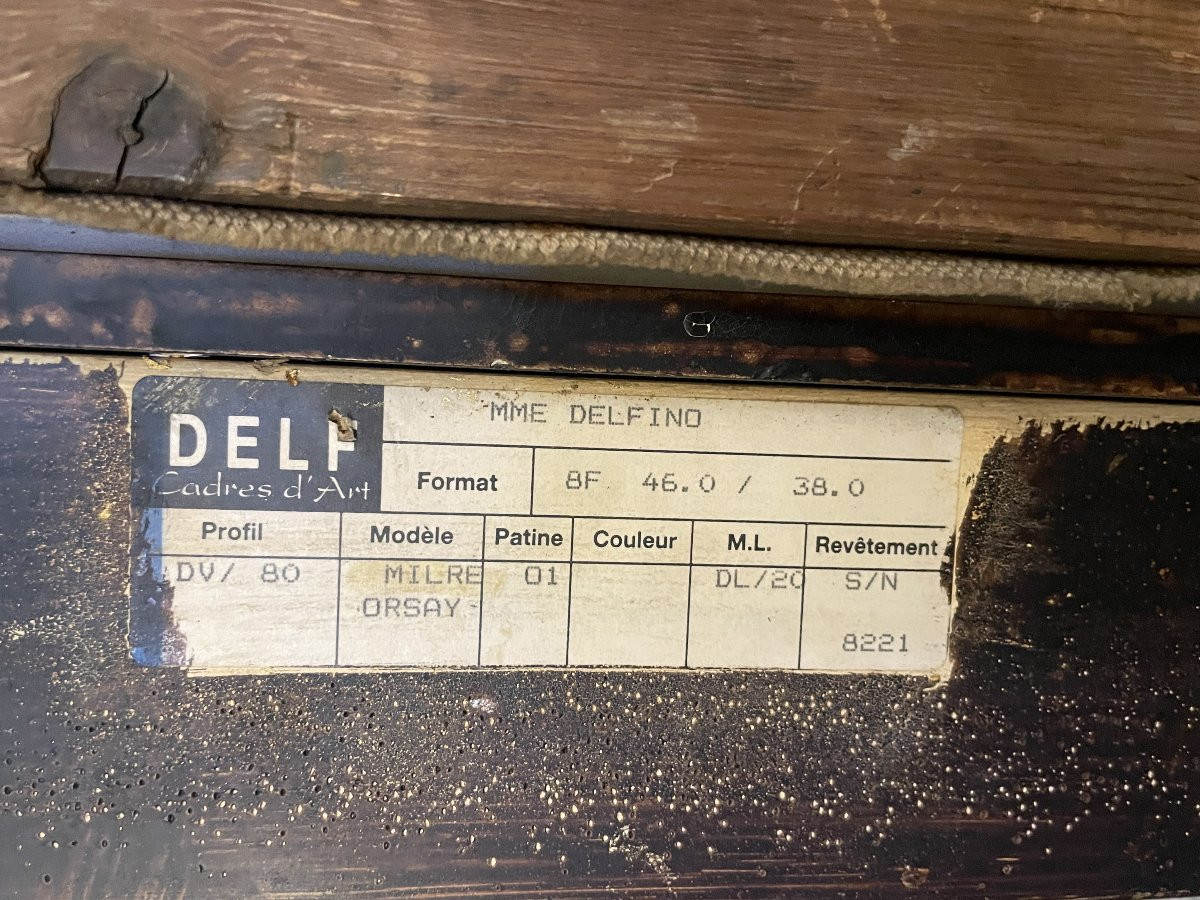 DELF
Cadres d'Art
MME DELFINO
Format 8F 46.0 / 38.0
Profil Modèle Patine Couleur M.L. Revêtement
DV/ 80 MILRE 01 DL/20 S/N
ORSAY
8221